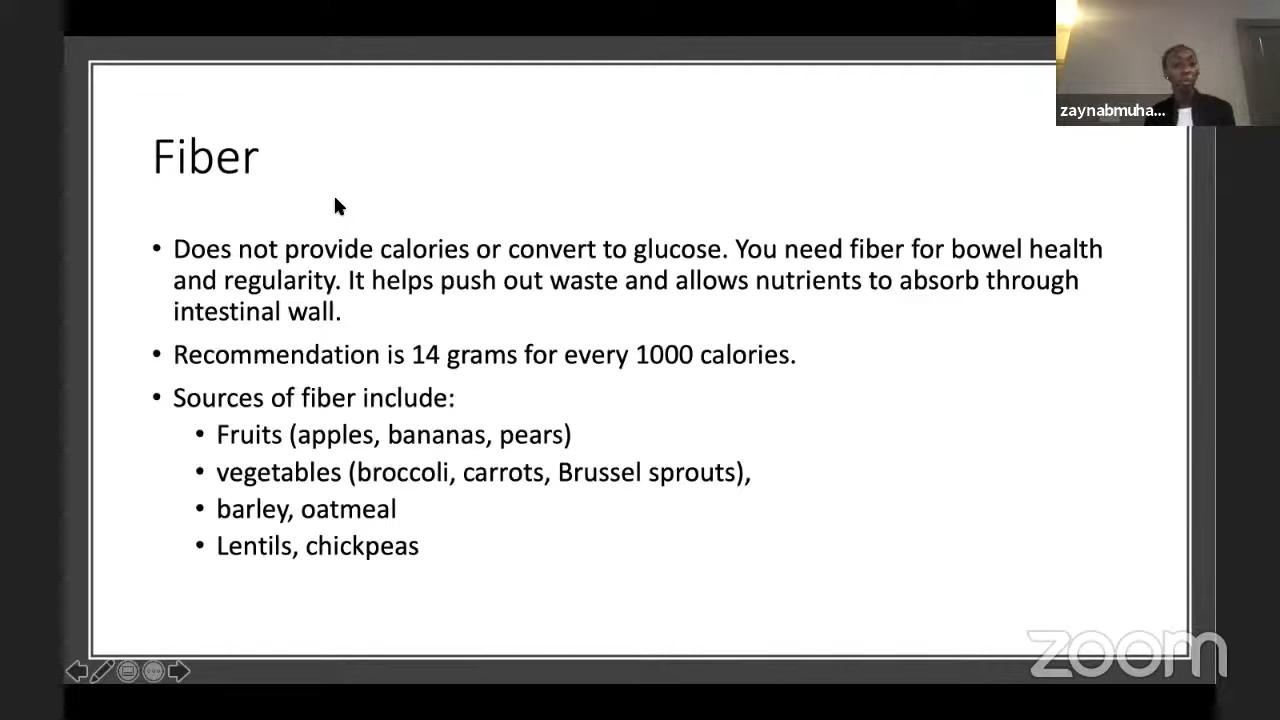 zaynabmuha...
Fiber
• Does not provide calories or convert to glucose. You need fiber for bowel health
and regularity. It helps push out waste and allows nutrients to absorb through
intestinal wall.
• Recommendation is 14 grams for every 1000 calories.
• Sources of fiber include:
• Fruits (apples, bananas, pears)
• vegetables (broccoli, carrots, Brussel sprouts),
• barley, oatmeal
• Lentils, chickpeas
zoom